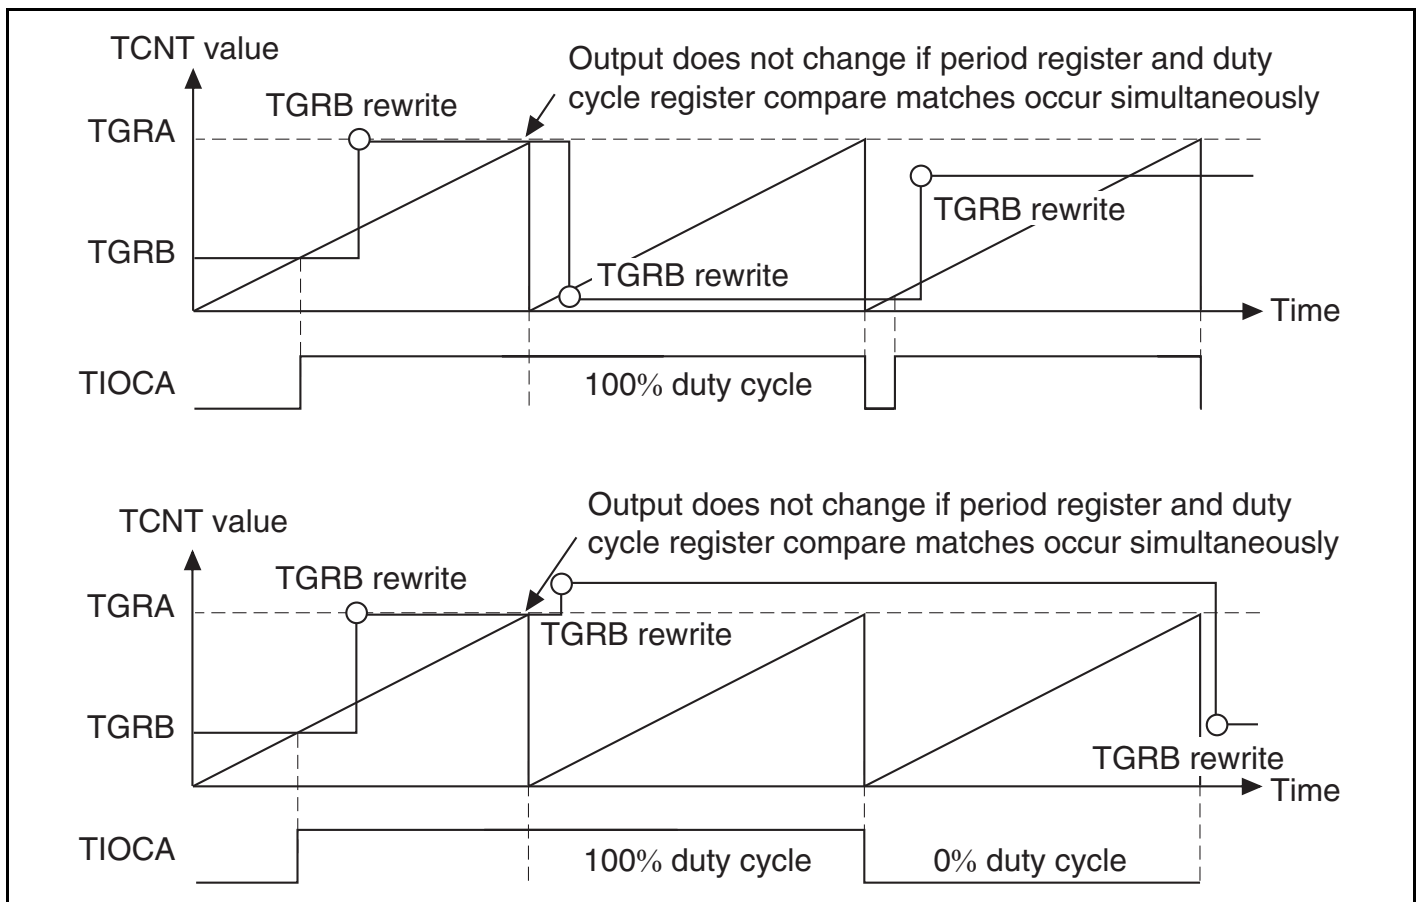 TCNT value
Output does not change if period register and duty
cycle register compare matches occur simultaneously
TGRB rewrite
TGRA
TGRB rewrite
TGRB
TGRB rewrite
Time
TIOCA
100% duty cycle
Output does not change if period register and duty
TCNT value
cycle register compare matches occur simultaneously
TGRB rewrite
TGRA
TGRB rewrite
TGRB
TGRB rewrite
Time
TIOCA
100% duty cycle
0% duty cycle